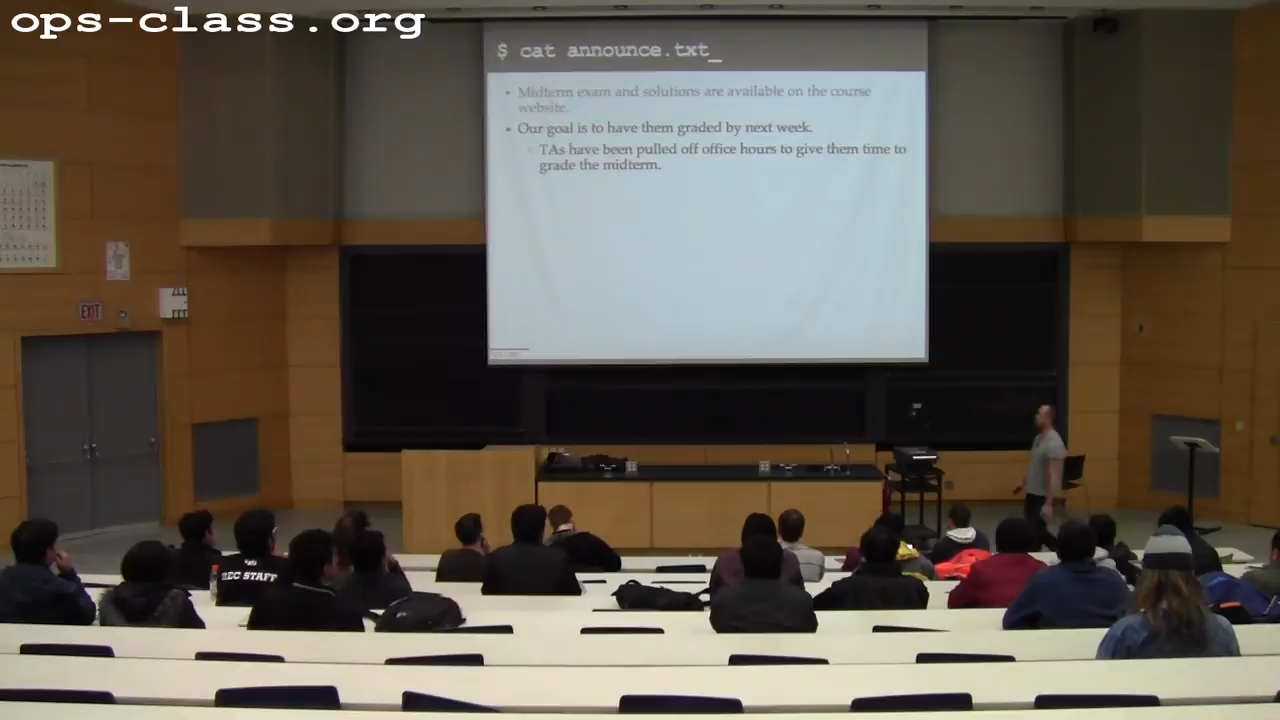 ops-class.org
$ cat announce.txt_
• Midterm exam and solutions are available on the course
website.
• Our goal is to have them graded by next week.
TAs have been pulled off office hours to give them time to
grade the midterm.
EXIT
REC STAFF